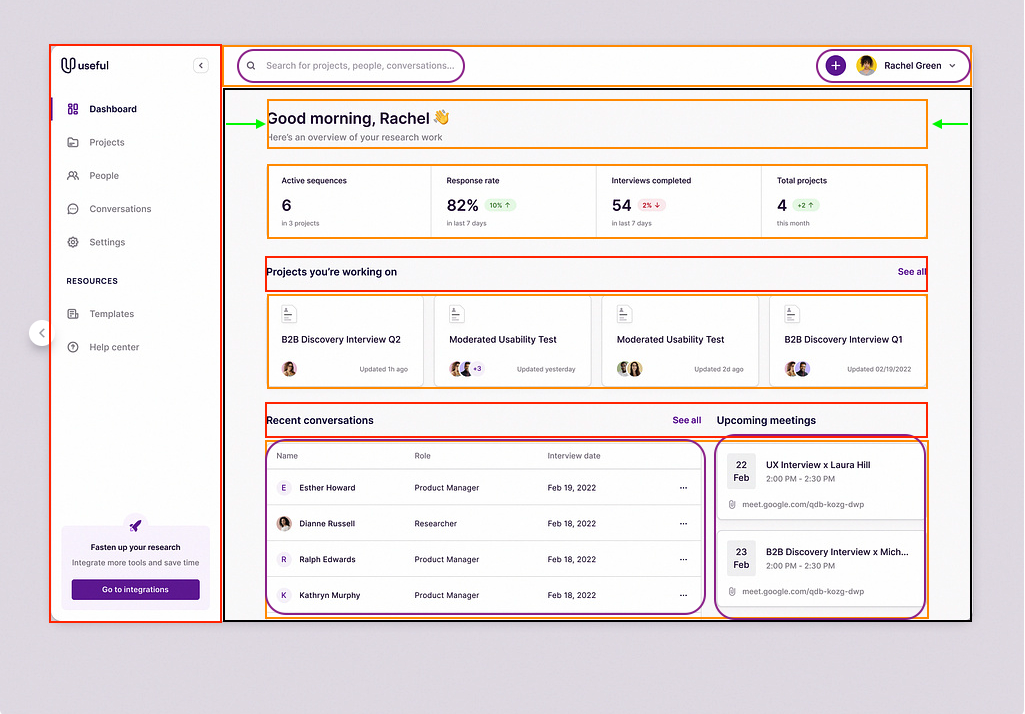 useful
Search for projects, people, conversations...
Rachel Green
Dashboard
Projects
People
Conversations
Settings
RESOURCES
Templates
Help center
Fasten up your research
Integrate more tools and save time
Go to integrations
Good morning, Rachel 👋
Here's an overview of your research work
Active sequences
6
in 3 projects
Response rate
82% 10% ↑
in last 7 days
Interviews completed
54 2% ↓
in last 7 days
Total projects
4 +2 ↑
this month
Projects you're working on
See all
B2B Discovery Interview Q2
Updated 1h ago
Moderated Usability Test
+3
Updated yesterday
Moderated Usability Test
Updated 2d ago
B2B Discovery Interview Q1
Updated 02/19/2022
Recent conversations
See all
Name Role Interview date
E Esther Howard Product Manager Feb 19, 2022 ...
Dianne Russell Researcher Feb 18, 2022 ...
R Ralph Edwards Product Manager Feb 18, 2022 ...
K Kathryn Murphy Product Manager Feb 18, 2022 ...
Upcoming meetings
22 Feb
UX Interview x Laura Hill
2:00 PM - 2:30 PM
meet.google.com/qdb-kozg-dwp
23 Feb
B2B Discovery Interview x Mich...
2:00 PM - 2:30 PM
meet.google.com/qdb-kozg-dwp